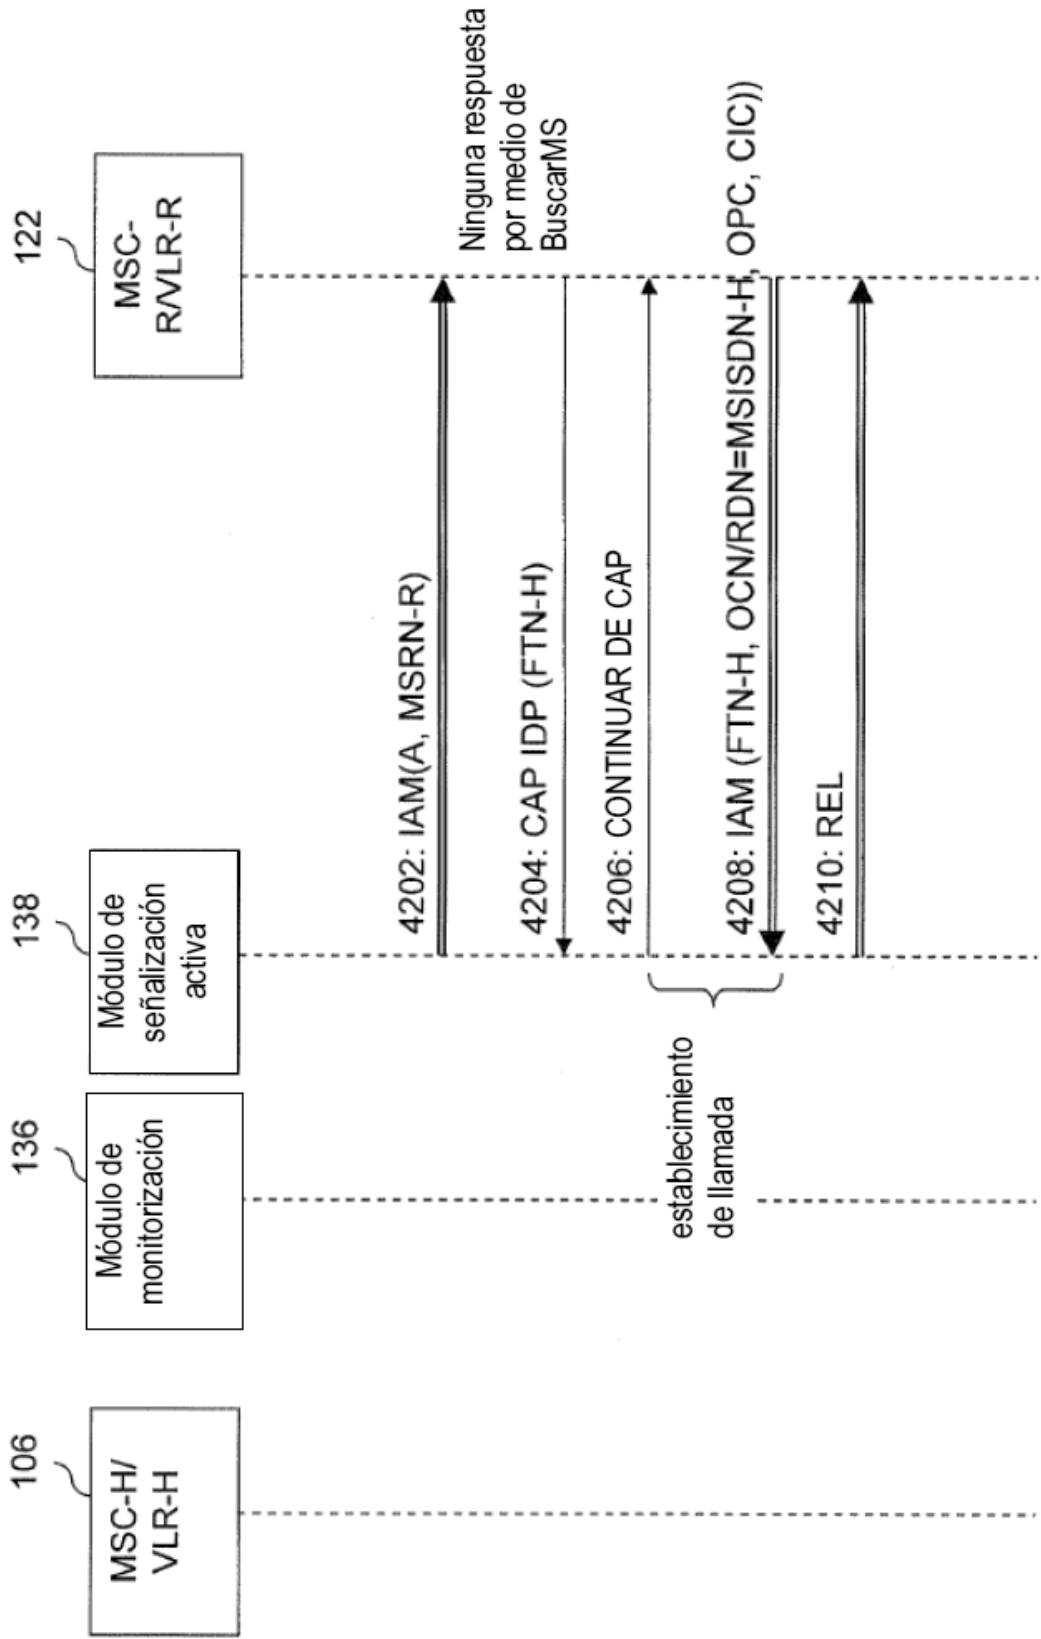 106
MSC-H/
VLR-H
136
Módulo de
monitorización
138
Módulo de
señalización
activa
122
MSC-
R/VLR-R
4202: IAM(A, MSRN-R)
Ninguna respuesta
por medio de
BuscarMS
4204: CAP IDP (FTN-H)
4206: CONTINUAR DE CAP
establecimiento
de llamada
4208: IAM (FTN-H, OCN/RDN=MSISDN-H, OPC, CIC))
4210: REL